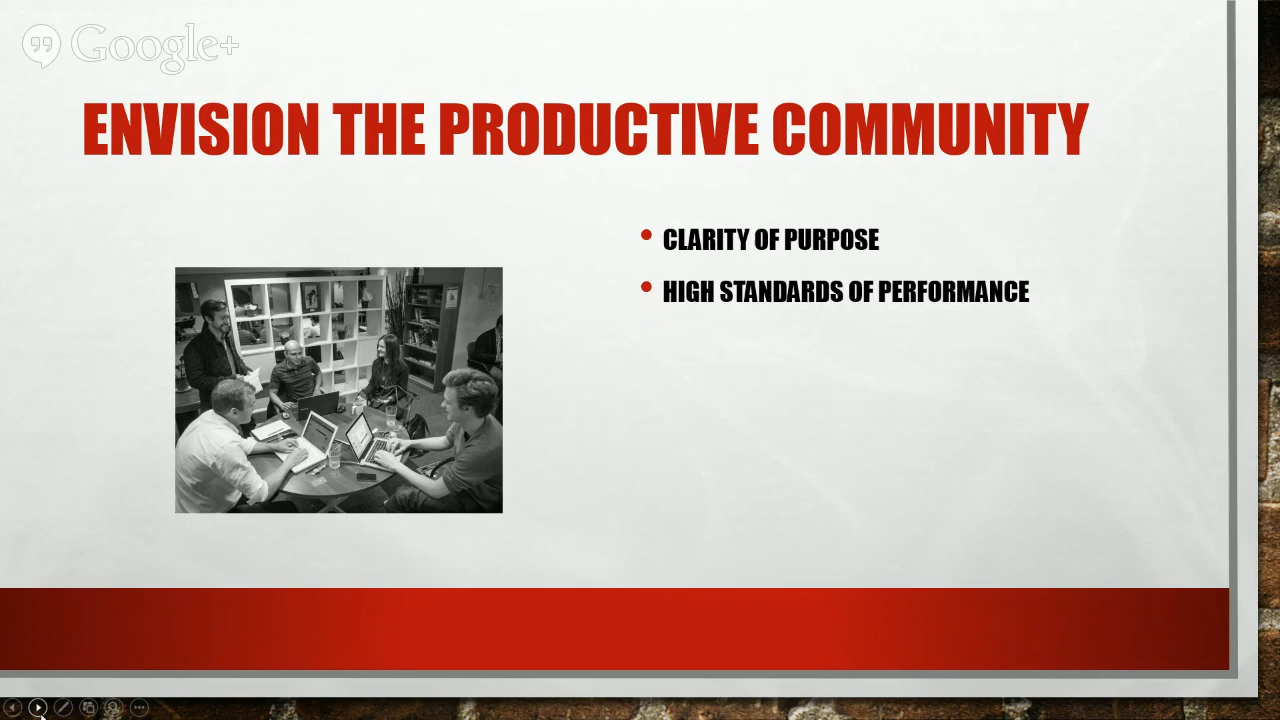 Google+
ENVISION THE PRODUCTIVE COMMUNITY
• CLARITY OF PURPOSE
• HIGH STANDARDS OF PERFORMANCE